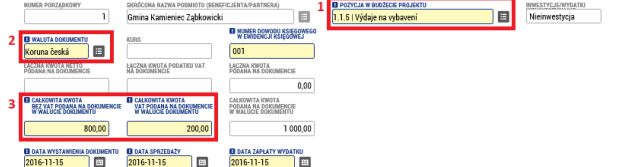 NUMER PORZĄDKOWY
1
SKRÓCONA NAZWA PODMIOTU (BENEFICJENTA/PARTNERA)
Gmina Kamieniec Ząbkowicki
1
POZYCJA W BUDŻECIE PROJEKTU
1.1.5 | Výdaje na vybavení
INWESTYCJE/WYDATKI
Nieinwestycja
2
WALUTA DOKUMENTU
Koruna česká
KURS
NUMER DOWODU KSIĘGOWEGO
W EWIDENCJI KSIĘGOWEJ
001
ŁĄCZNA KWOTA NETTO
PODANA NA DOKUMENCIE
ŁĄCZNA KWOTA PODATKU VAT
NA DOKUMENCIE
ŁĄCZNA KWOTA
PODANA NA DOKUMENCIE
0,00
3
CAŁKOWITA KWOTA
BEZ VAT PODANA NA DOKUMENCIE
W WALUCIE DOKUMENTU
800,00
CAŁKOWITA KWOTA
VAT PODANA NA DOKUMENCIE
W WALUCIE DOKUMENTU
200,00
CAŁKOWITA KWOTA
PODANA NA DOKUMENCIE
W WALUCIE DOKUMENTU
1 000,00
DATA WYSTAWIENIA DOKUMENTU
2016-11-15
DATA SPRZEDAŻY
2016-11-15
DATA ZAPŁATY WYDATKU
2016-11-15